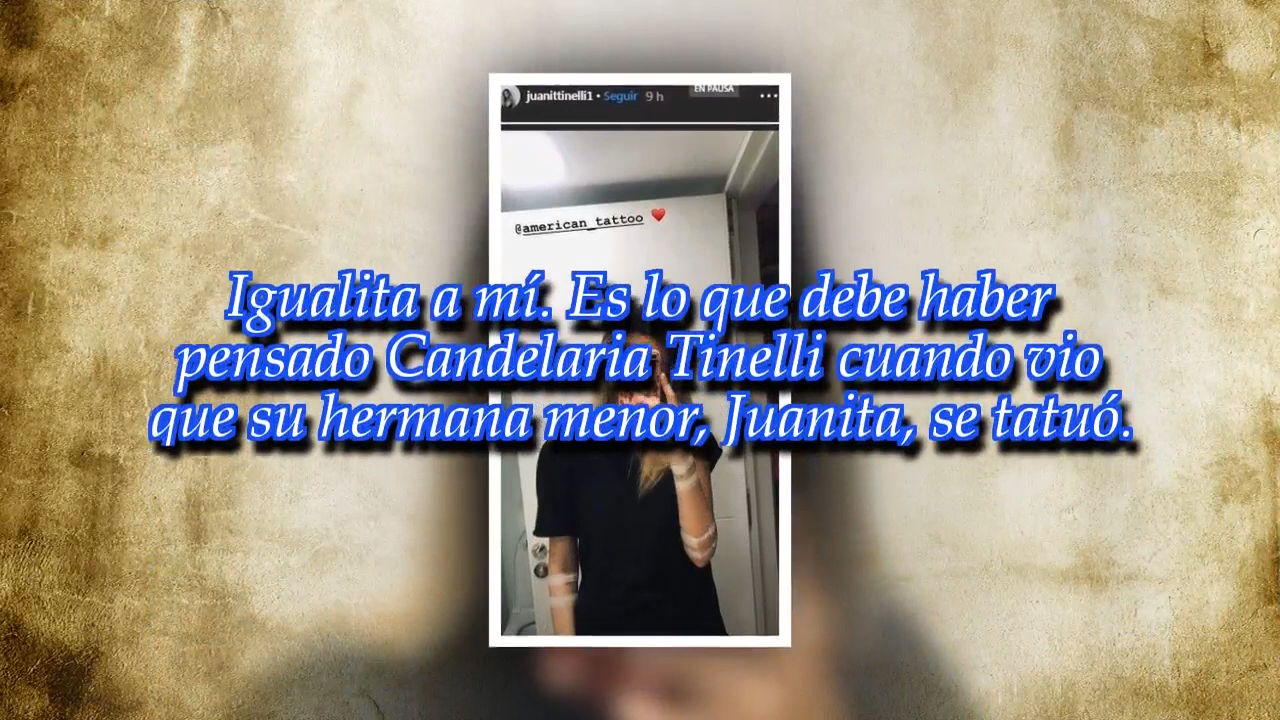 juanittinelli1 • Seguir 9 h
EN PAUSA
@american_tattoo
Igualita a mí. Es lo que debe haber
pensado Candelaria Tinelli cuando vio
que su hermana menor, Juanita, se tatuó.